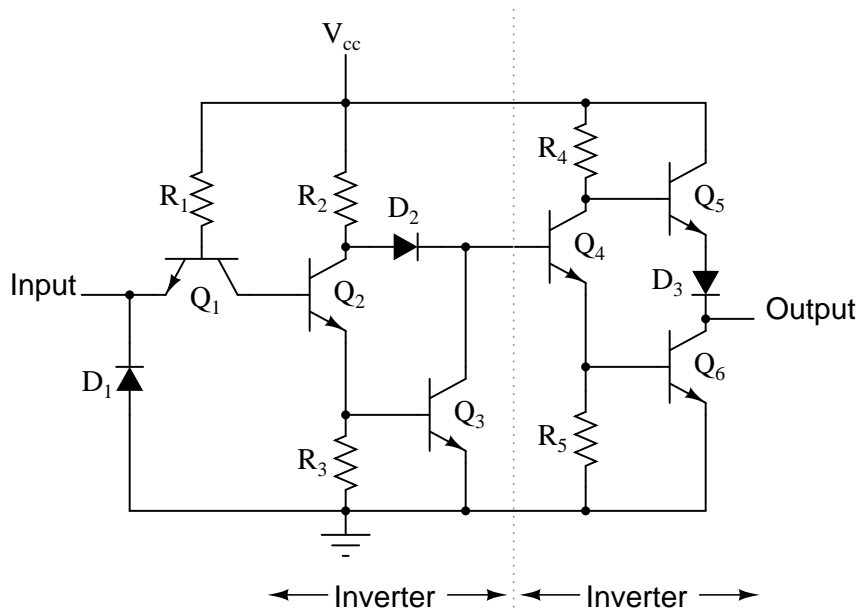 Vcc
R1
R2
R4
D2
Q5
Q4
Input
Q1
Q2
D3
Output
D1
Q6
Q3
R5
R3
Inverter
Inverter